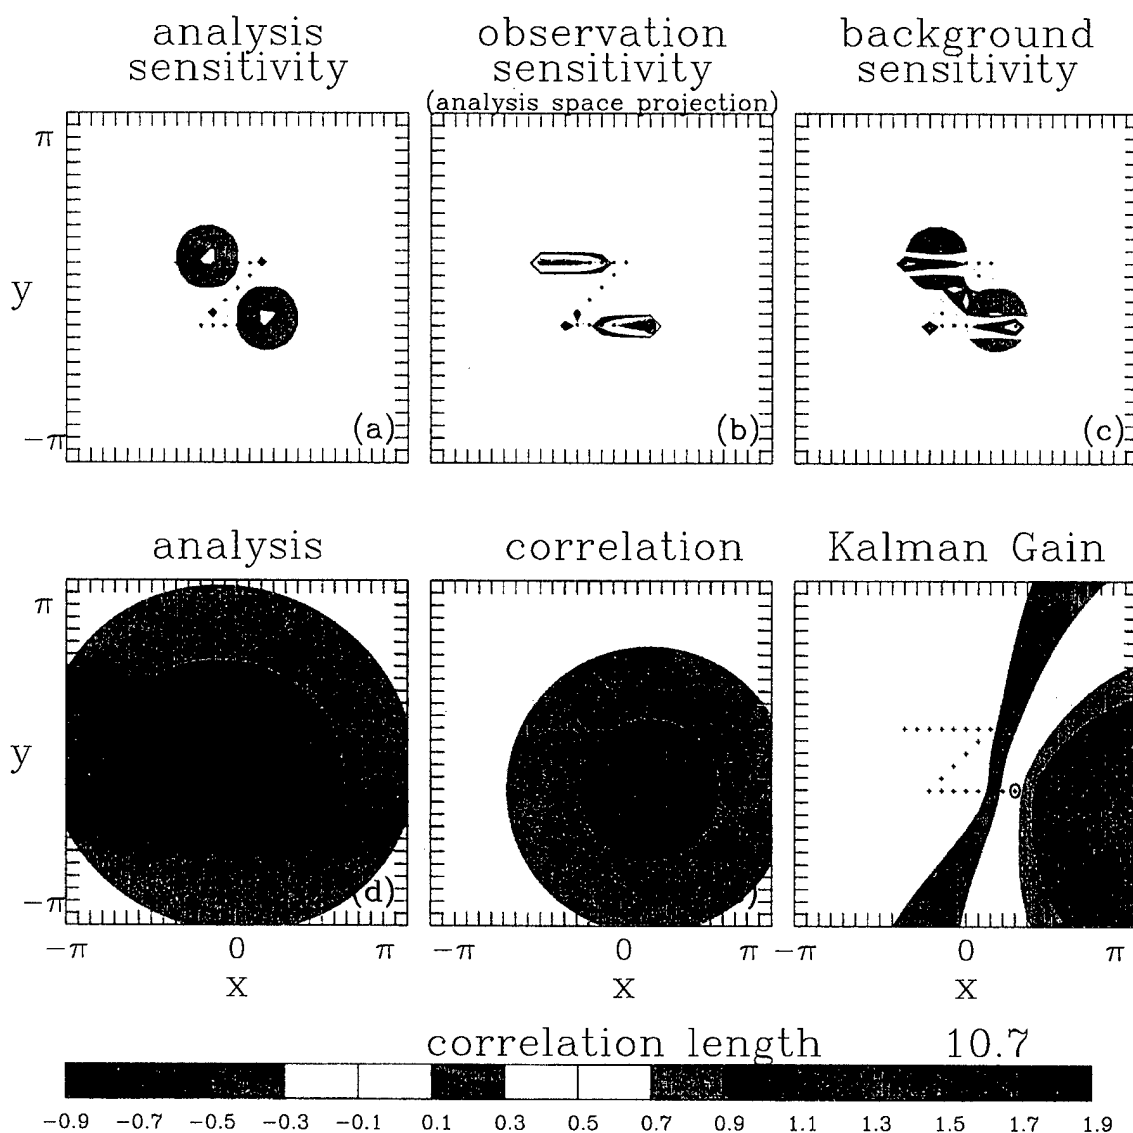 analysis sensitivity
observation sensitivity
(analysis space projection)
background sensitivity
π
y
−π
(a)
(b)
(c)
analysis
correlation
Kalman Gain
π
y
−π
(d)
)
−π 0 π
−π 0 π
−π 0 π
x
x
x
correlation length 10.7
−0.9 −0.7 −0.5 −0.3 −0.1 0.1 0.3 0.5 0.7 0.9 1.1 1.3 1.5 1.7 1.9